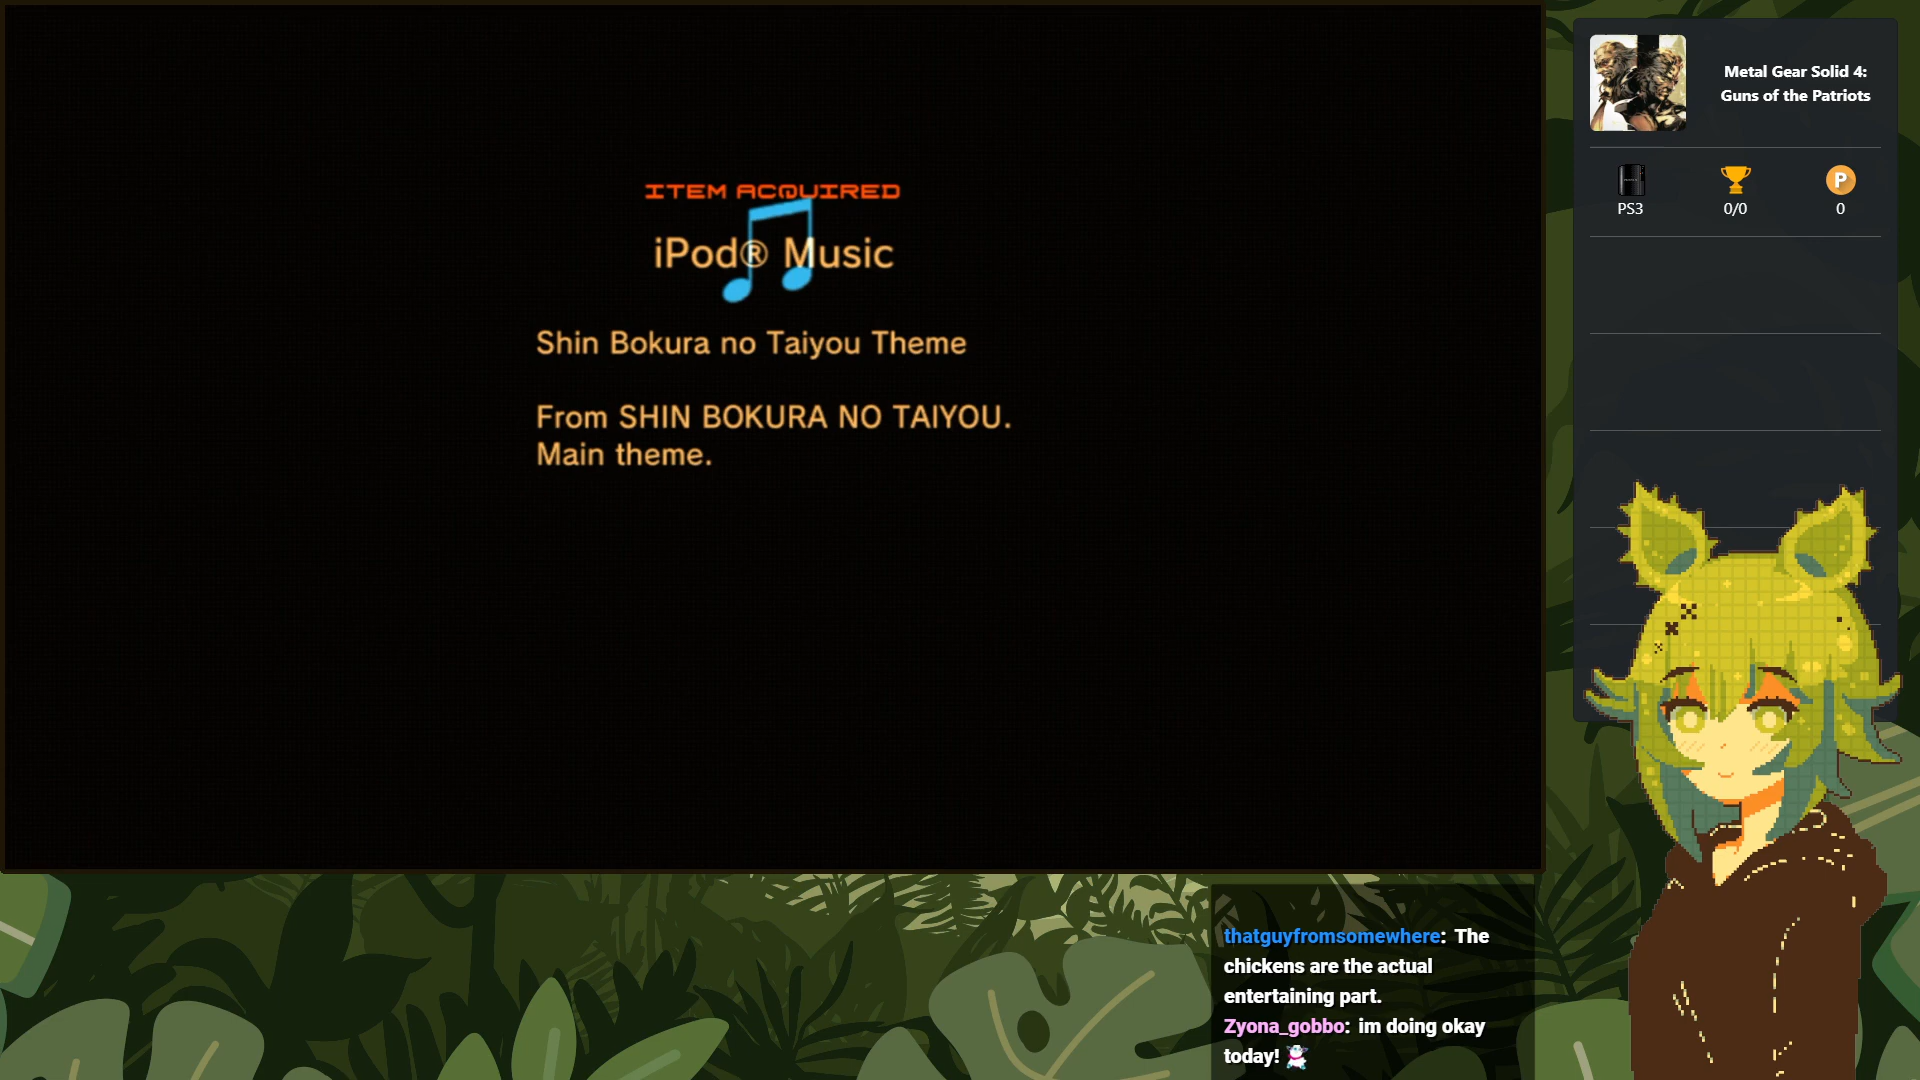 ITEM ACQUIRED
iPod® Music
Shin Bokura no Taiyou Theme
From SHIN BOKURA NO TAIYOU.
Main theme.
Metal Gear Solid 4:
Guns of the Patriots
P
PS3
0/0
0
thatguyfromsomewhere: The
chickens are the actual
entertaining part.
Zyona_gobbo: im doing okay
today!